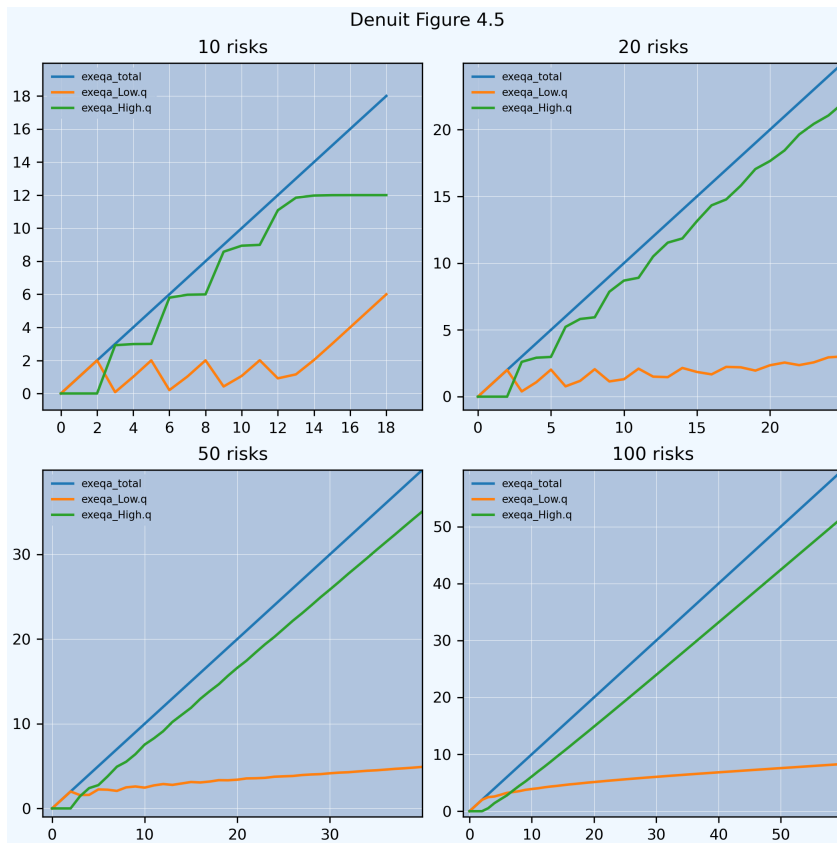 Denuit Figure 4.5
10 risks
exeqa_total
exeqa_Low.q
exeqa_High.q
18
16
14
12
10
8
6
4
2
0
0 2 4 6 8 10 12 14 16 18
20 risks
exeqa_total
exeqa_Low.q
exeqa_High.q
20
15
10
5
0
0 5 10 15 20
50 risks
exeqa_total
exeqa_Low.q
exeqa_High.q
30
20
10
0
0 10 20 30
100 risks
exeqa_total
exeqa_Low.q
exeqa_High.q
50
40
30
20
10
0
0 10 20 30 40 50